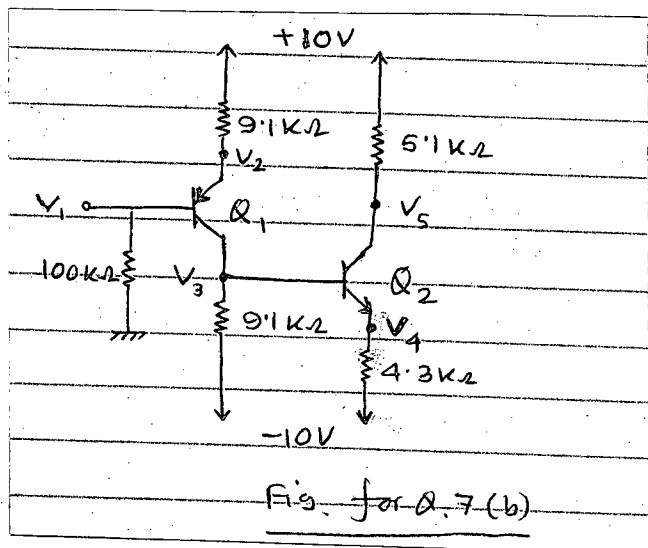 +10V
9.1KΩ
5.1KΩ
V2
V1
Q1
V5
100KΩ
V3
Q2
9.1KΩ
V4
4.3KΩ
-10V
Fig. for Q.7(b)